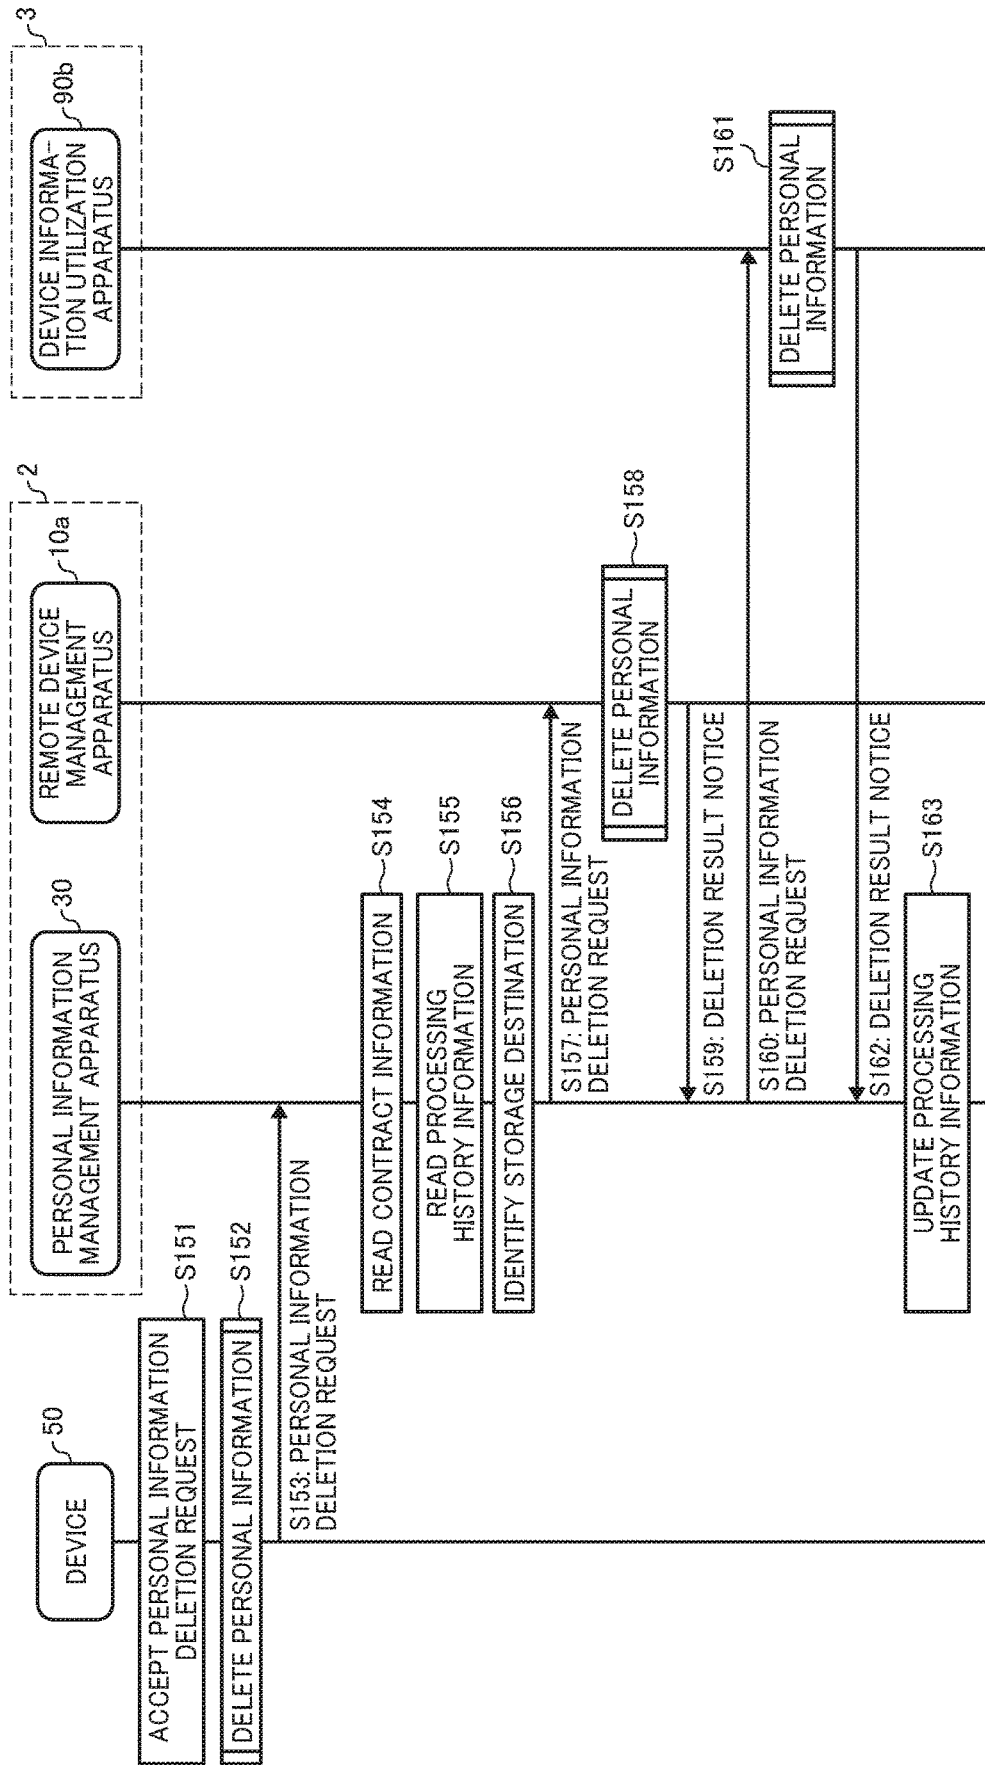 DEVICE
50
PERSONAL INFORMATION
MANAGEMENT APPARATUS
30
REMOTE DEVICE
MANAGEMENT
APPARATUS
10a
2
DEVICE INFORMA-
TION UTILIZATION
APPARATUS
90b
3
ACCEPT PERSONAL INFORMATION
DELETION REQUEST
S151
DELETE PERSONAL INFORMATION
S152
S153: PERSONAL INFORMATION
DELETION REQUEST
READ CONTRACT INFORMATION
S154
READ PROCESSING
HISTORY INFORMATION
S155
IDENTIFY STORAGE DESTINATION
S156
S157: PERSONAL INFORMATION
DELETION REQUEST
DELETE PERSONAL
INFORMATION
S158
S159: DELETION RESULT NOTICE
S160: PERSONAL INFORMATION
DELETION REQUEST
DELETE PERSONAL
INFORMATION
S161
S162: DELETION RESULT NOTICE
UPDATE PROCESSING
HISTORY INFORMATION
S163